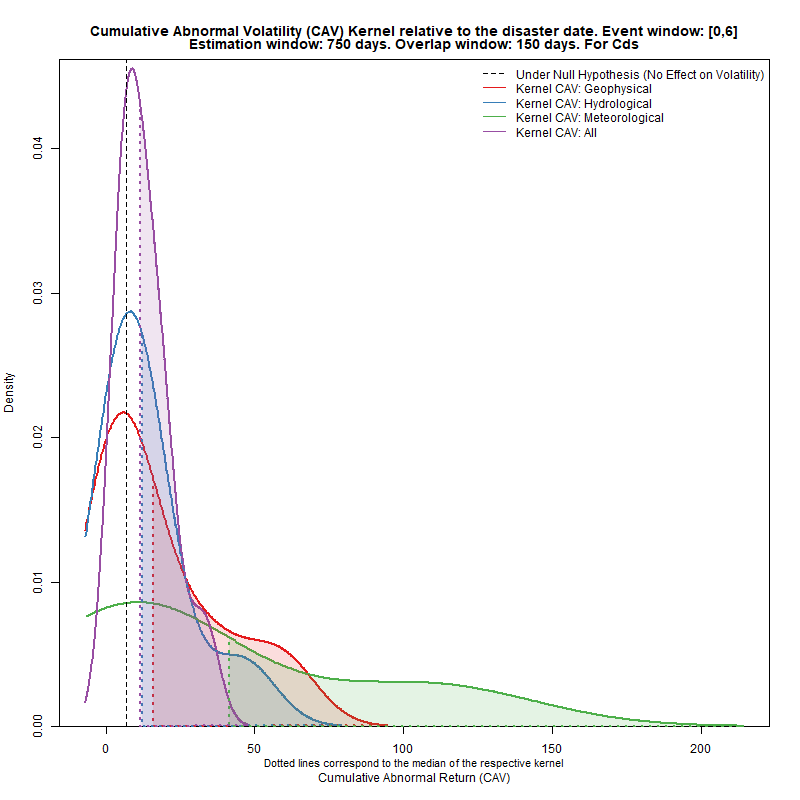 Cumulative Abnormal Volatility (CAV) Kernel relative to the disaster date. Event window: [0,6]
Estimation window: 750 days. Overlap window: 150 days. For Cds
Under Null Hypothesis (No Effect on Volatility)
Kernel CAV: Geophysical
Kernel CAV: Hydrological
Kernel CAV: Meteorological
Kernel CAV: All
Density
0.04
0.03
0.02
0.01
0.00
0 50 100 150 200
Dotted lines correspond to the median of the respective kernel
Cumulative Abnormal Return (CAV)